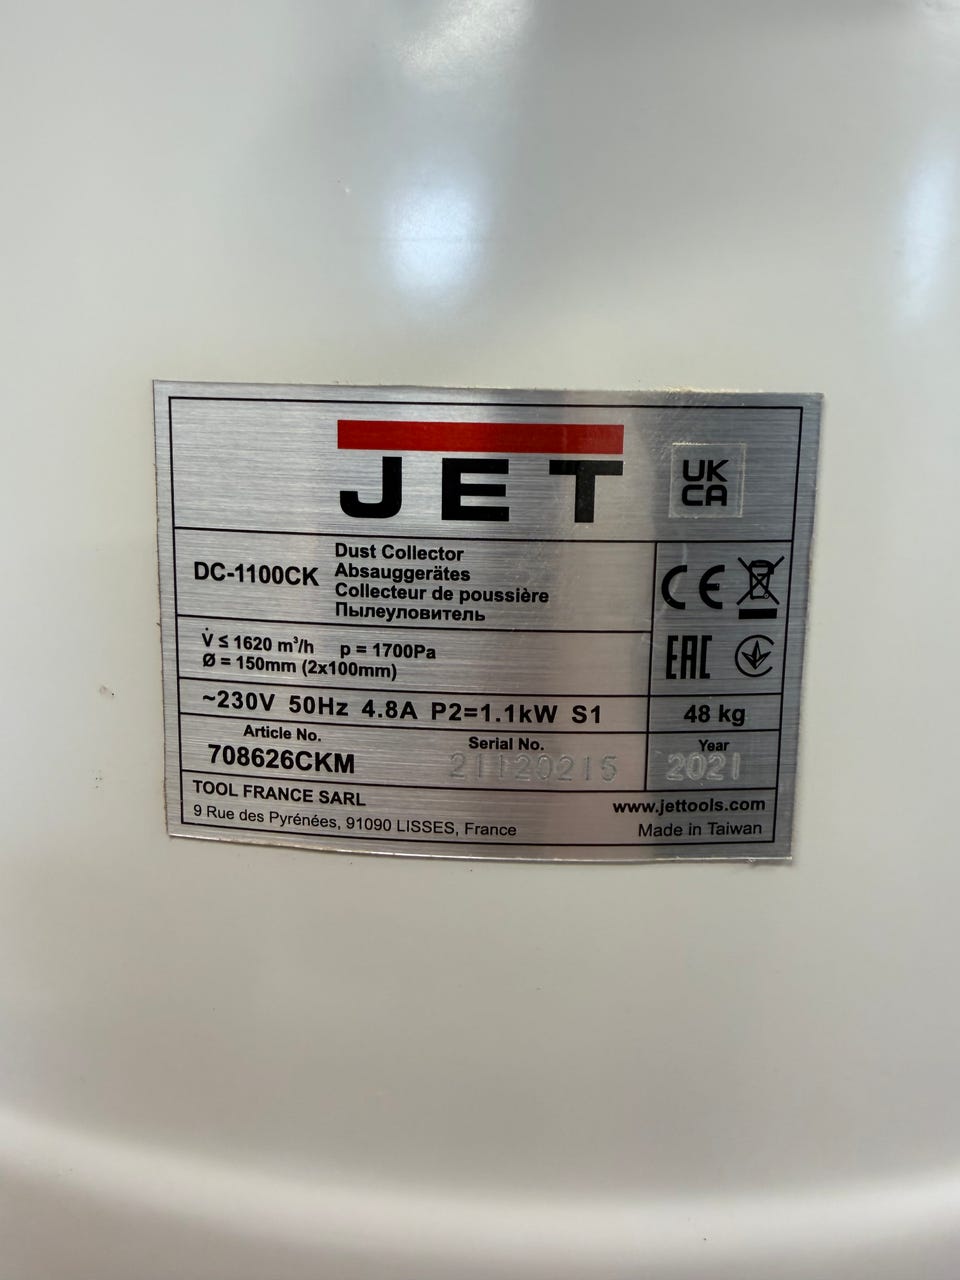 JET
UK
CA
DC-1100CK
Dust Collector
Absauggerätes
Collecteur de poussière
Пылеуловитель
CE
EAC
V̇ ≤ 1620 m³/h p = 1700Pa
Ø = 150mm (2x100mm)
~230V 50Hz 4.8A P2=1.1kW S1
48 kg
Article No.
708626CKM
Serial No.
21120215
Year
2021
TOOL FRANCE SARL
9 Rue des Pyrénées, 91090 LISSES, France
www.jettools.com
Made in Taiwan